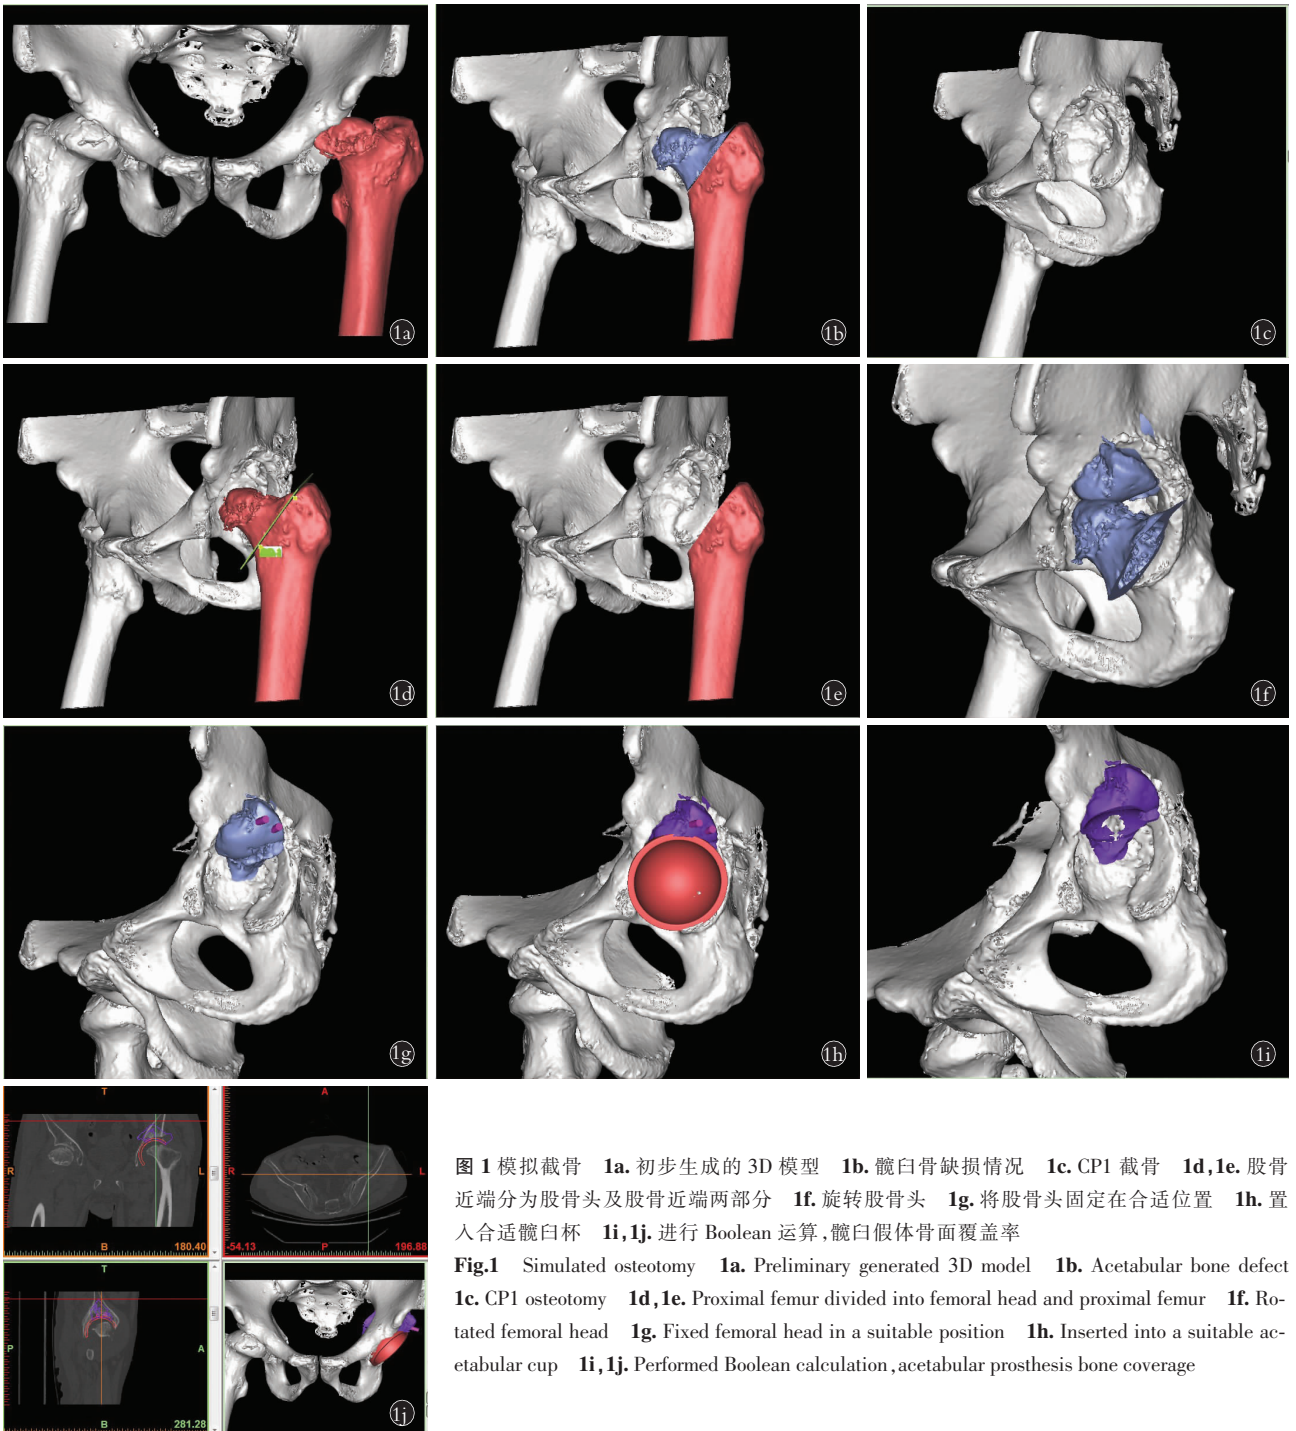 1a
1b
1c
1d
1e
1f
1g
1h
1i
T
R
L
B
180.40
A
R
L
-54.13
P
196.88
T
P
A
B
281.28
1j
图 1 模拟截骨 1a. 初步生成的 3D 模型 1b. 髋臼骨缺损情况 1c. CP1 截骨 1d,1e. 股骨
近端分为股骨头及股骨近端两部分 1f. 旋转股骨头 1g. 将股骨头固定在合适位置 1h. 置
入合适髋臼杯 1i,1j. 进行 Boolean 运算,髋臼假体骨面覆盖率
Fig.1 Simulated osteotomy 1a. Preliminary generated 3D model 1b. Acetabular bone defect
1c. CP1 osteotomy 1d,1e. Proximal femur divided into femoral head and proximal femur 1f. Ro-
tated femoral head 1g. Fixed femoral head in a suitable position 1h. Inserted into a suitable ac-
etabular cup 1i,1j. Performed Boolean calculation,acetabular prosthesis bone coverage